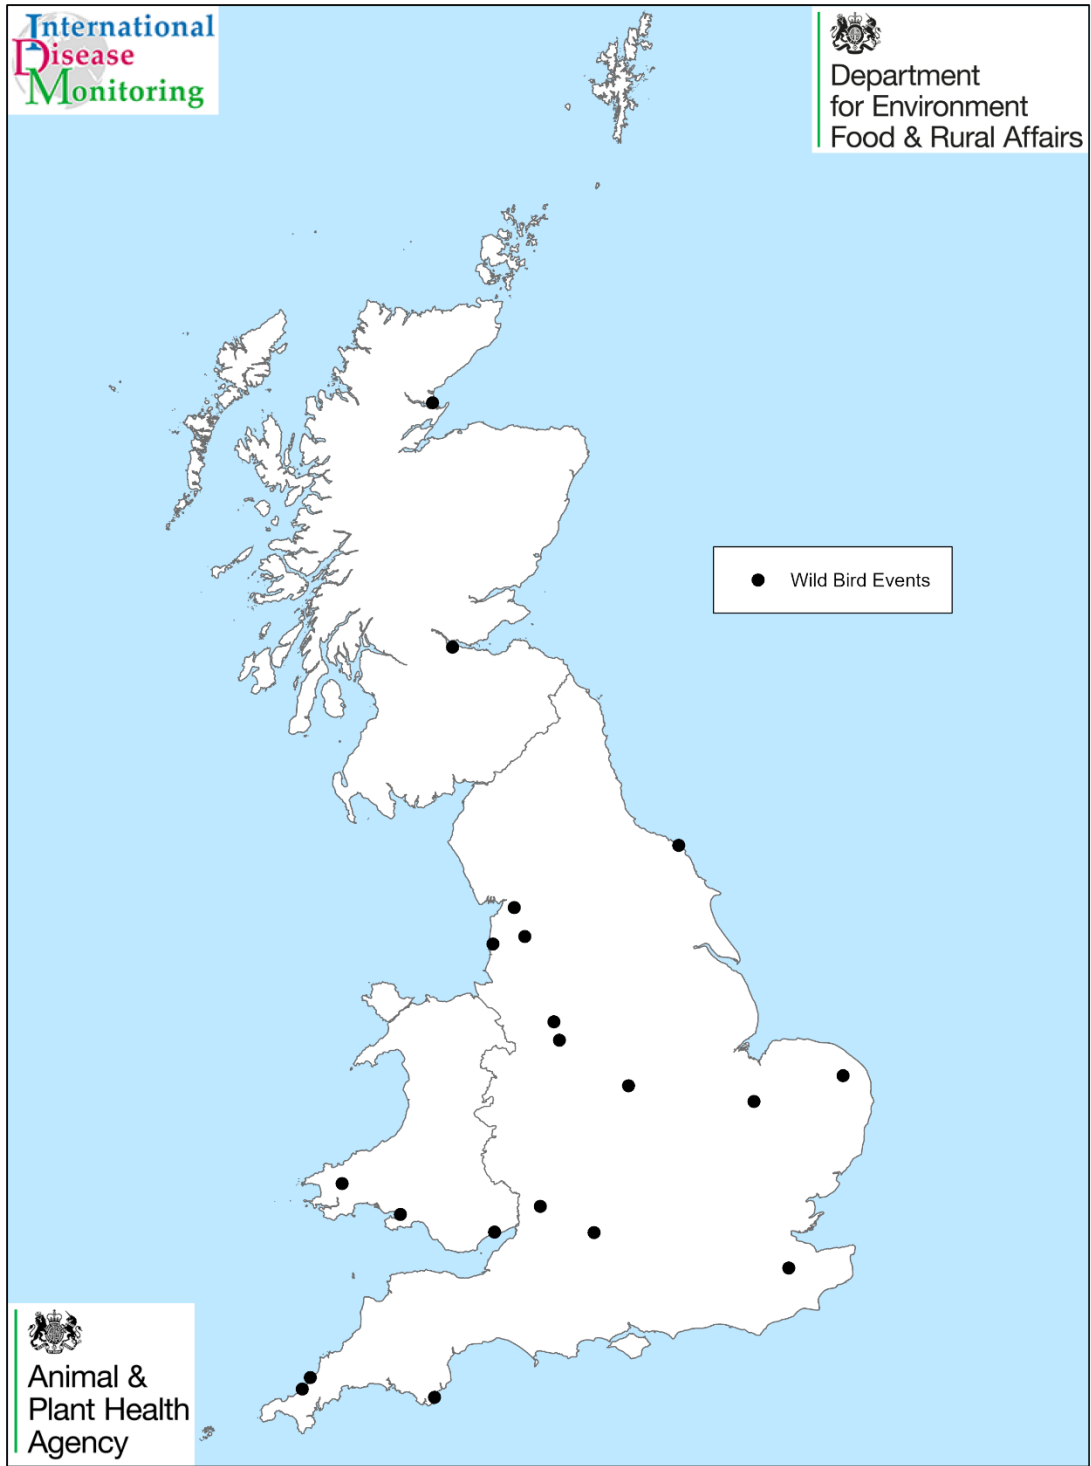 International
Disease
Monitoring
Department
for Environment
Food & Rural Affairs
Wild Bird Events
Animal &
Plant Health
Agency